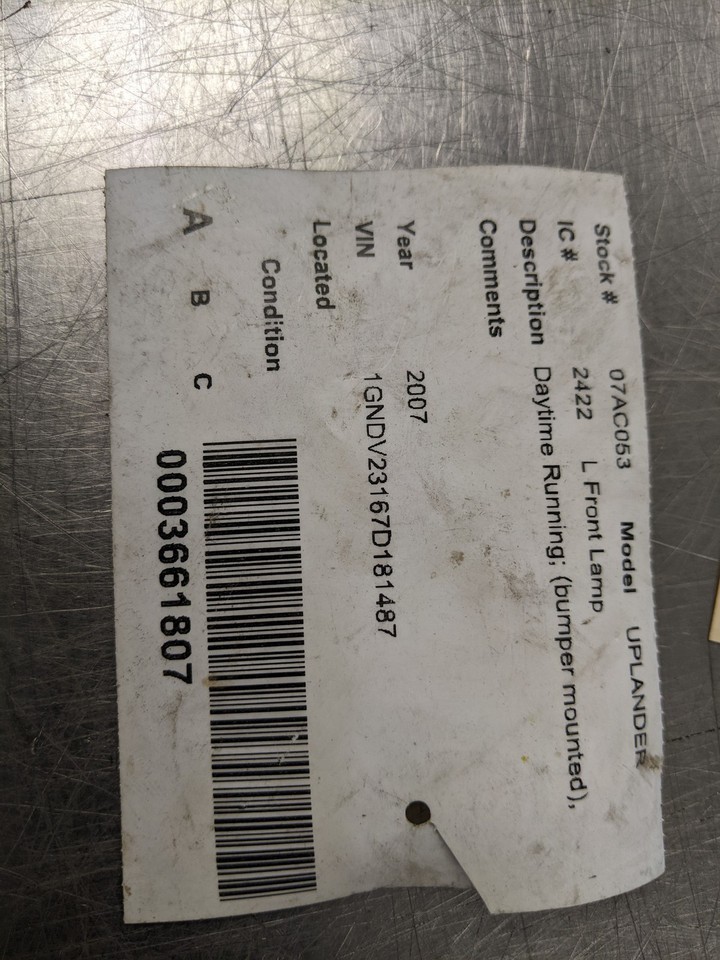 Stock # 07AC053 Model UPLANDER
IC # 2422 L Front Lamp
Description Daytime Running; (bumper mounted),
Comments
Year 2007
VIN 1GNDV23167D181487
Located
Condition
A B C
0003661807